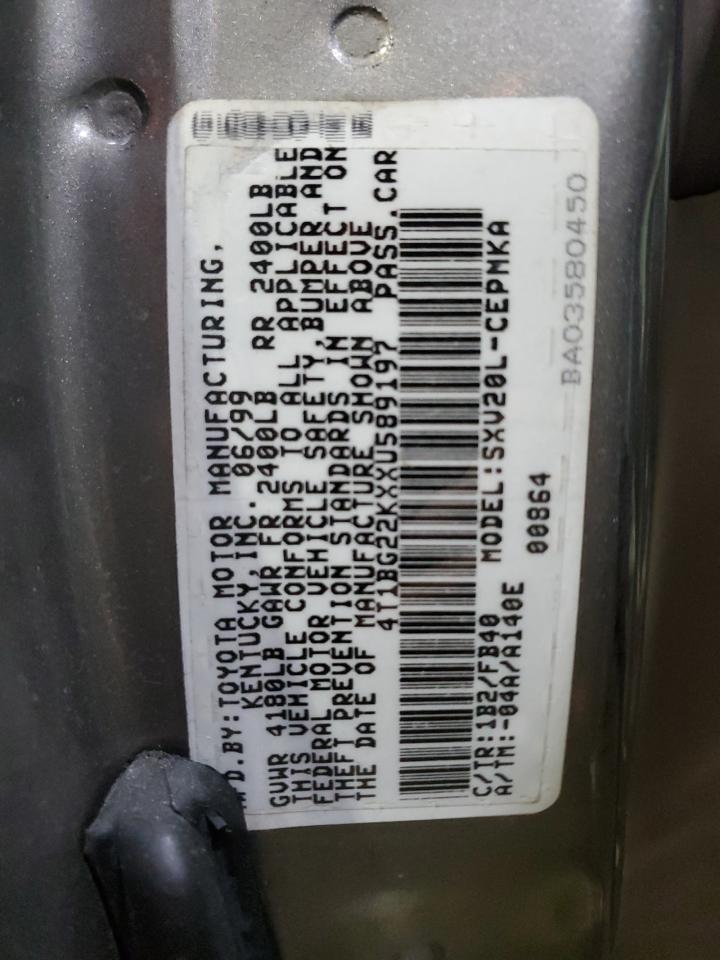 D.BY:TOYOTA MOTOR MANUFACTURING,
KENTUCKY,INC. 06/99
GVWR 4180LB GAWR FR 2400LB RR 2400LB
THIS VEHICLE CONFORMS TO ALL APPLICABLE
FEDERAL MOTOR VEHICLE SAFETY,BUMPER AND
THEFT PREVENTION STANDARDS IN EFFECT ON
THE DATE OF MANUFACTURE SHOWN ABOVE
4T1BG22KXXU589197 PASS.CAR
C/TR:1B2/FB40 MODEL:SXV20L-CEPMKA
A/TM:-04A/A140E 00864
BA03580450